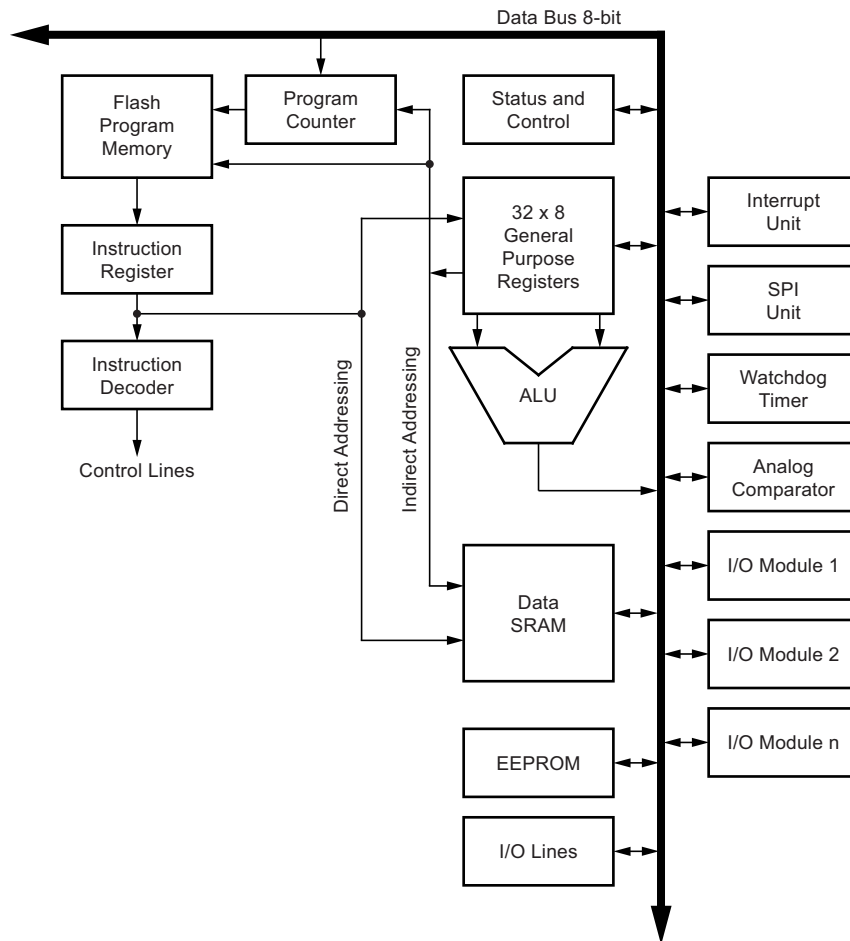 Data Bus 8-bit
Flash
Program
Memory
Program
Counter
Status and
Control
32 x 8
General
Purpose
Registers
Interrupt
Unit
Instruction
Register
SPI
Unit
Instruction
Decoder
Direct Addressing
Indirect Addressing
ALU
Watchdog
Timer
Control Lines
Analog
Comparator
Data
SRAM
I/O Module 1
I/O Module 2
I/O Module n
EEPROM
I/O Lines